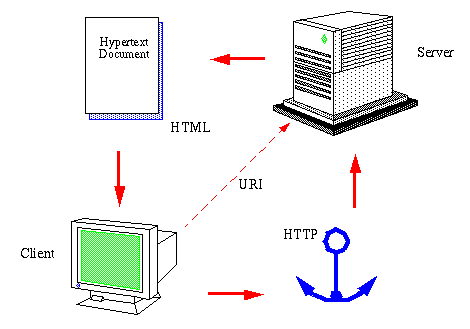 Hypertext
Document
Server
HTML
URI
HTTP
Client